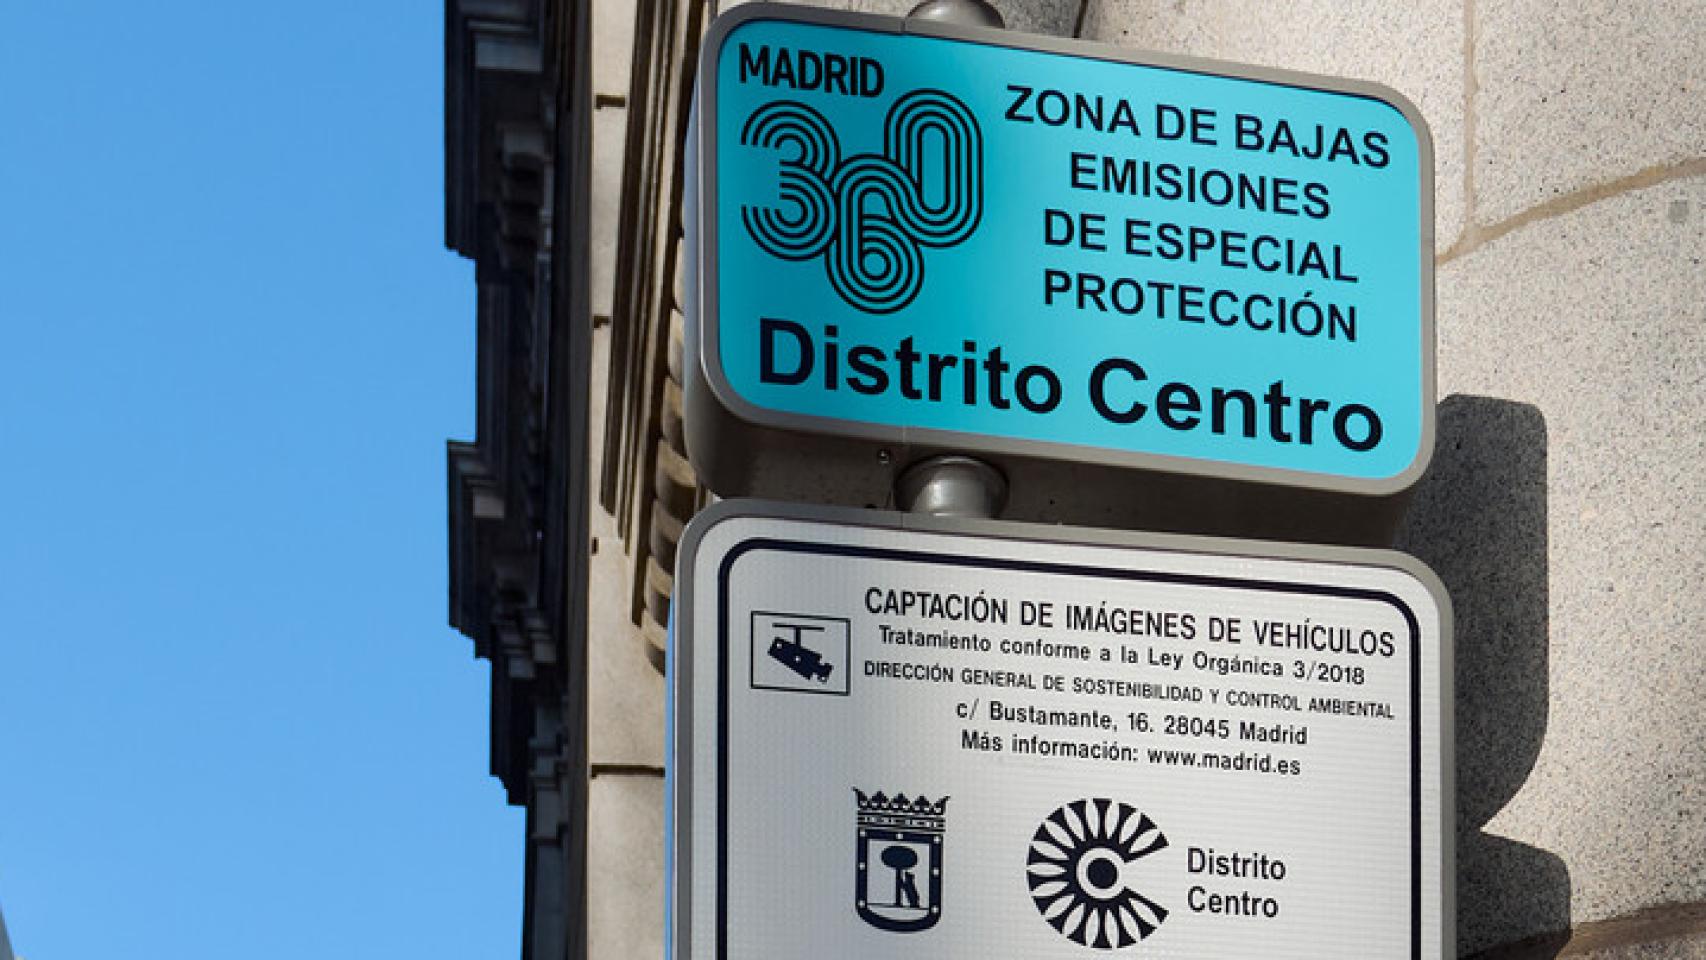 MADRID
360
ZONA DE BAJAS
EMISIONES
DE ESPECIAL
PROTECCIÓN
Distrito Centro
CAPTACIÓN DE IMÁGENES DE VEHÍCULOS
Tratamiento conforme a la Ley Orgánica 3/2018
DIRECCIÓN GENERAL DE SOSTENIBILIDAD Y CONTROL AMBIENTAL
c/ Bustamante, 16. 28045 Madrid
Más información: www.madrid.es
Distrito
Centro